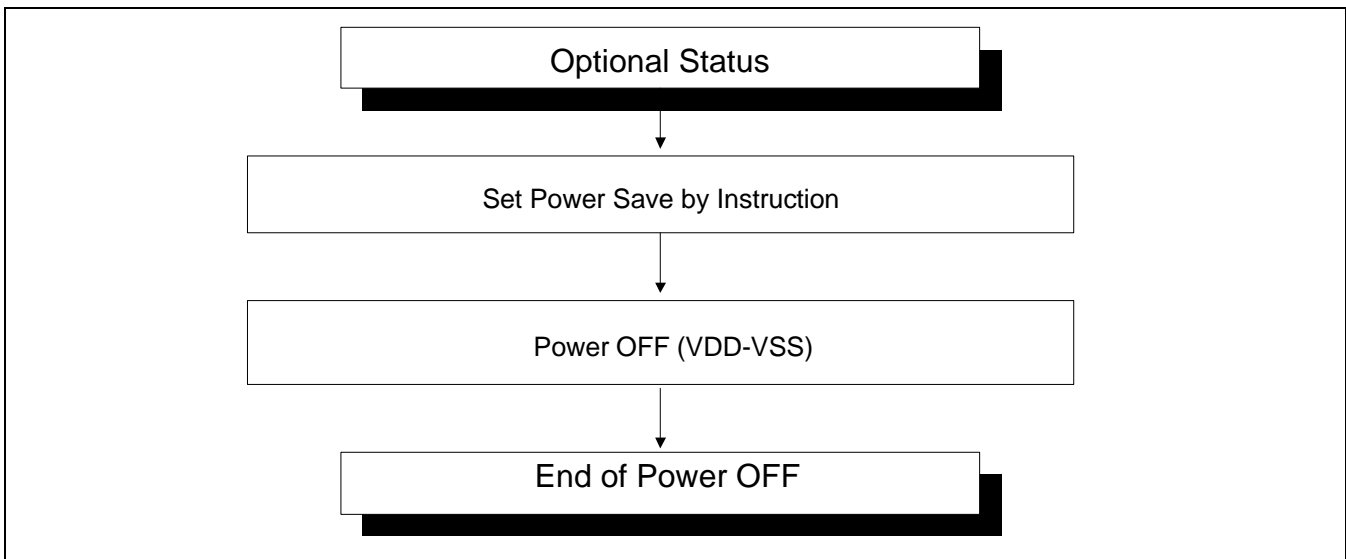 Optional Status
Set Power Save by Instruction
Power OFF (VDD-VSS)
End of Power OFF